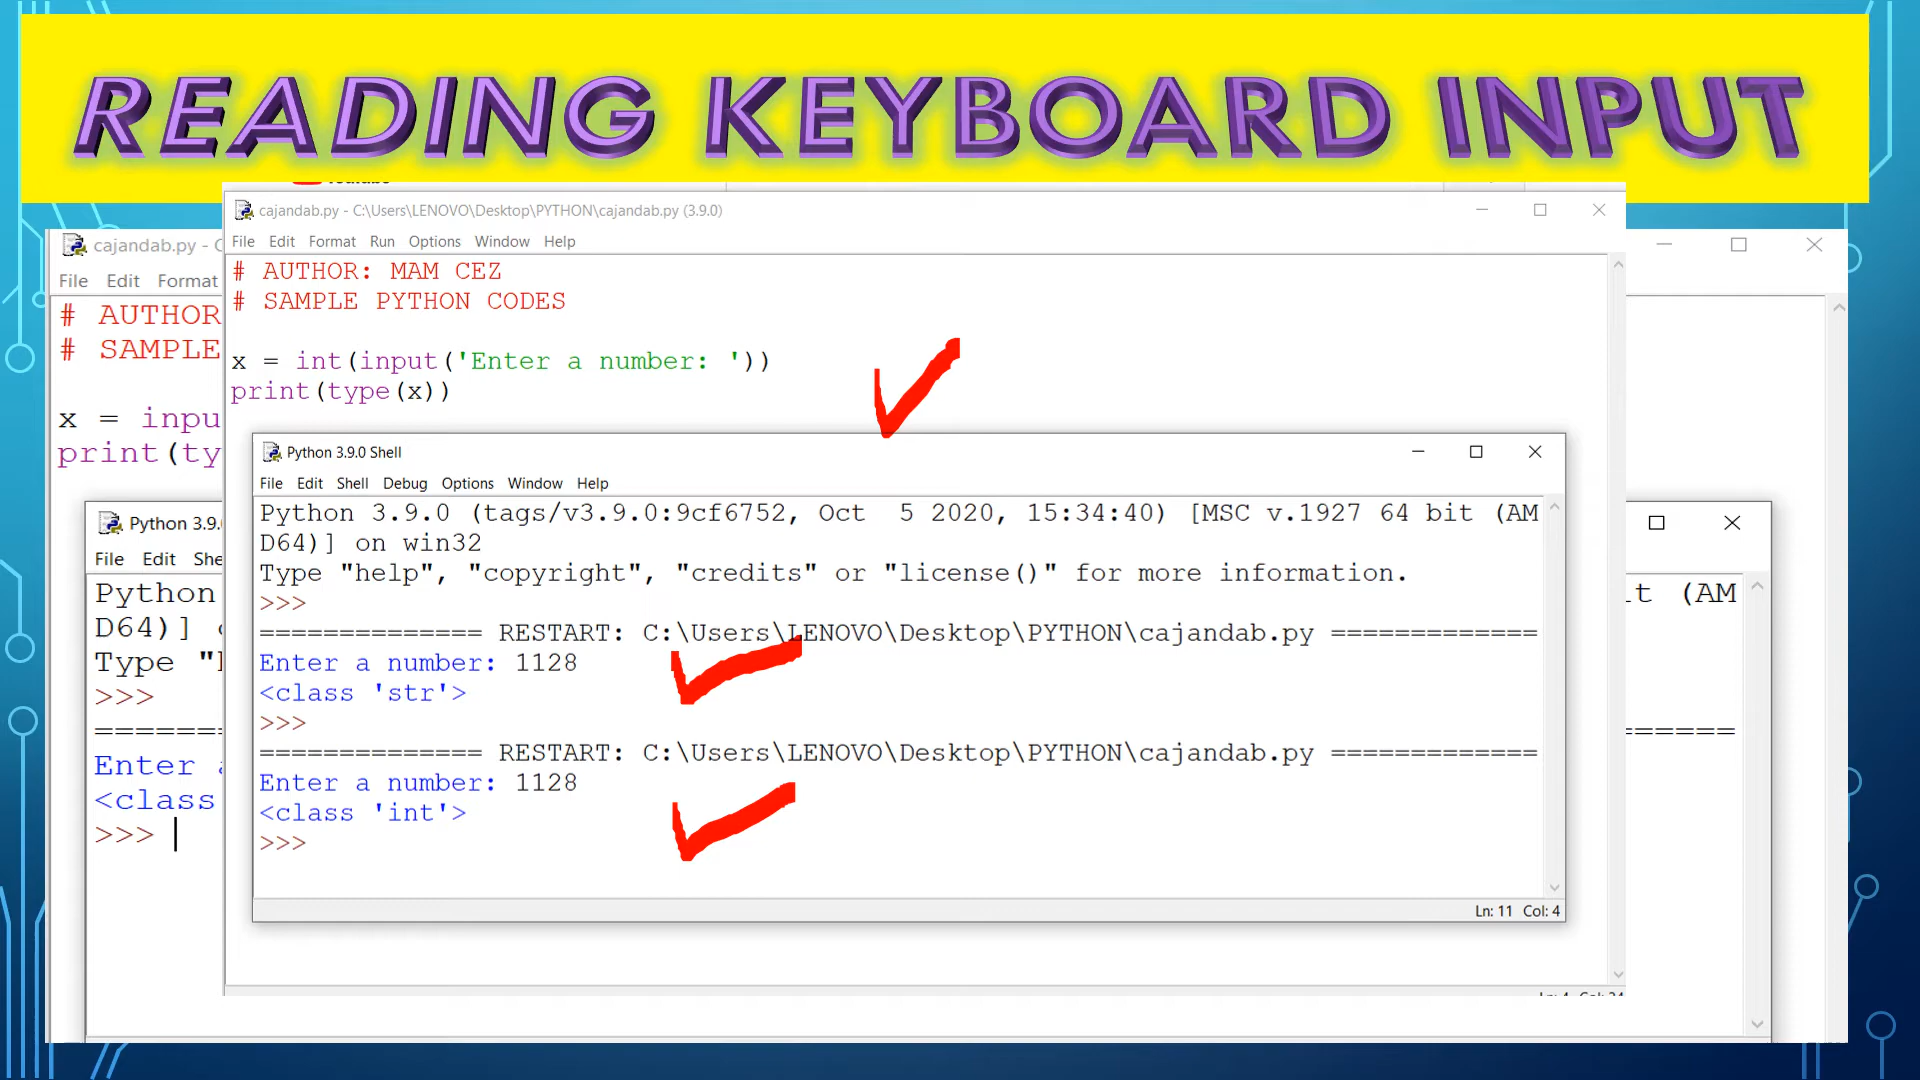 READING KEYBOARD INPUT
cajandab.py - C:\Users\LENOVO\Desktop\PYTHON\cajandab.py (3.9.0)
File Edit Format Run Options Window Help
# AUTHOR: MAM CEZ
# SAMPLE PYTHON CODES
x = int(input('Enter a number: '))
print(type(x))
Python 3.9.0 Shell
File Edit Shell Debug Options Window Help
Python 3.9.0 (tags/v3.9.0:9cf6752, Oct  5 2020, 15:34:40) [MSC v.1927 64 bit (AM
D64)] on win32
Type "help", "copyright", "credits" or "license()" for more information.
>>>
============== RESTART: C:\Users\LENOVO\Desktop\PYTHON\cajandab.py =============
Enter a number: 1128
<class 'str'>
>>>
============== RESTART: C:\Users\LENOVO\Desktop\PYTHON\cajandab.py =============
Enter a number: 1128
<class 'int'>
>>>
Ln: 11 Col: 4
cajandab.py -
File Edit Format
# AUTHOR
# SAMPLE
x = inpu
print(ty
Python 3.9.
File Edit She
Python
it (AM
D64)]
Type "
>>>
========
=======
Enter
<class
>>>